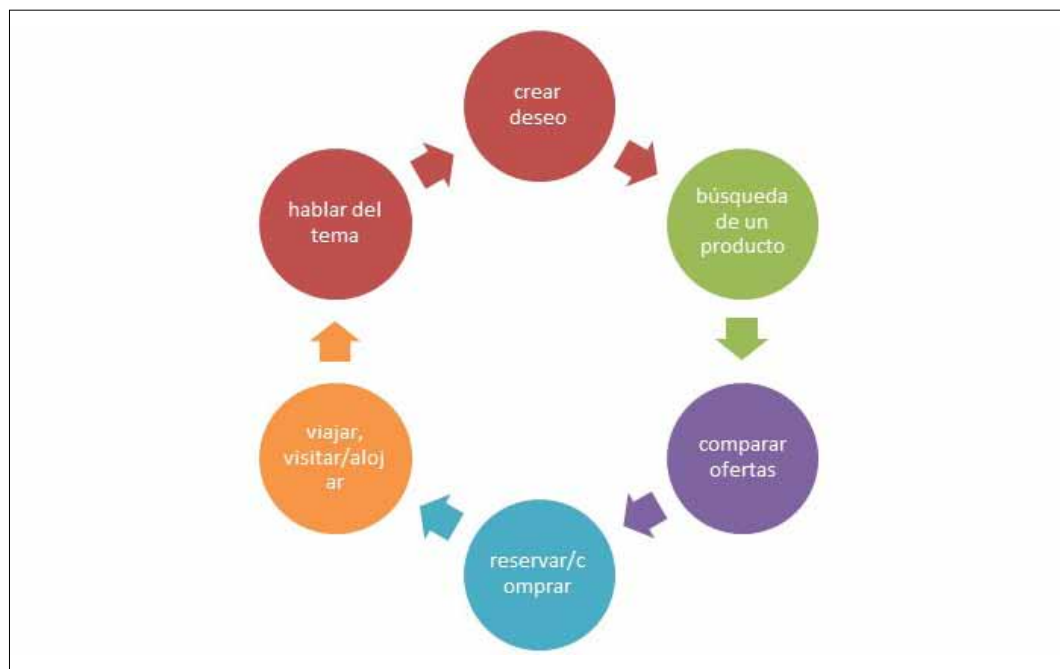 crear
deseo
búsqueda
de un
producto
comparar
ofertas
reservar/c
omprar
viajar,
visitar/aloj
ar
hablar del
tema